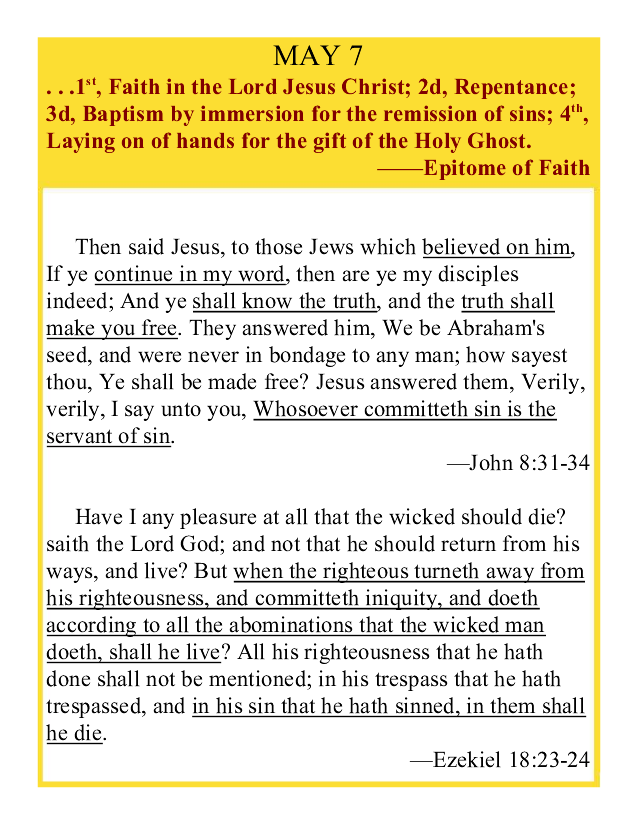 MAY 7
. . .1st, Faith in the Lord Jesus Christ; 2d, Repentance;
3d, Baptism by immersion for the remission of sins; 4th,
Laying on of hands for the gift of the Holy Ghost.
——Epitome of Faith
Then said Jesus, to those Jews which believed on him,
If ye continue in my word, then are ye my disciples
indeed; And ye shall know the truth, and the truth shall
make you free. They answered him, We be Abraham's
seed, and were never in bondage to any man; how sayest
thou, Ye shall be made free? Jesus answered them, Verily,
verily, I say unto you, Whosoever committeth sin is the
servant of sin.
—John 8:31-34
Have I any pleasure at all that the wicked should die?
saith the Lord God; and not that he should return from his
ways, and live? But when the righteous turneth away from
his righteousness, and committeth iniquity, and doeth
according to all the abominations that the wicked man
doeth, shall he live? All his righteousness that he hath
done shall not be mentioned; in his trespass that he hath
trespassed, and in his sin that he hath sinned, in them shall
he die.
—Ezekiel 18:23-24